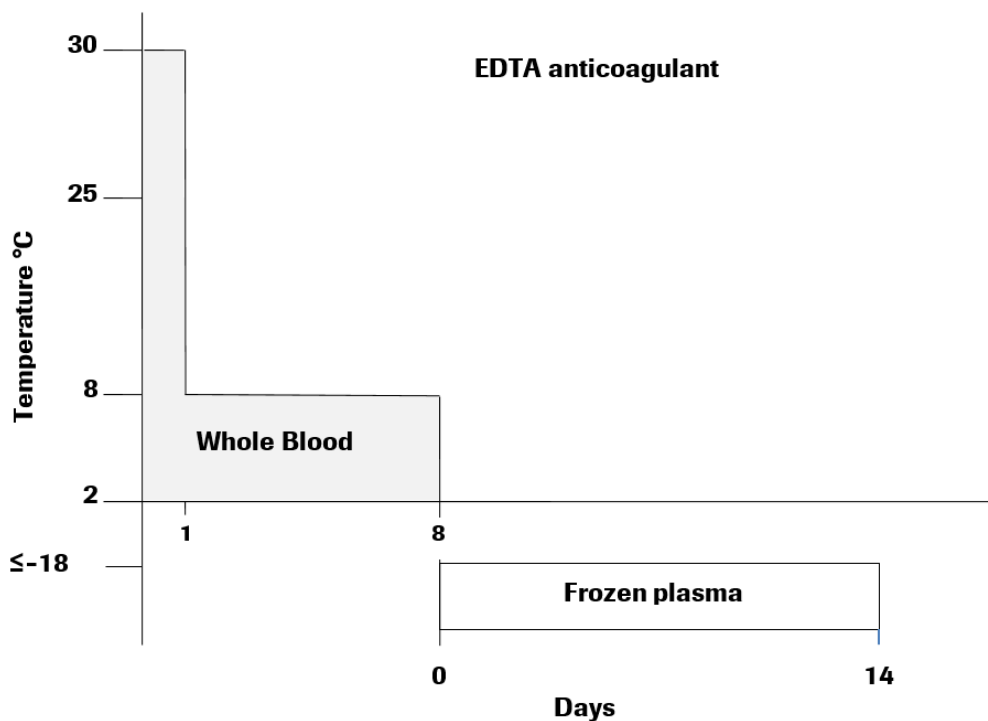 30
EDTA anticoagulant
25
Temperature °C
8
Whole Blood
2
1
8
≤-18
Frozen plasma
0
14
Days